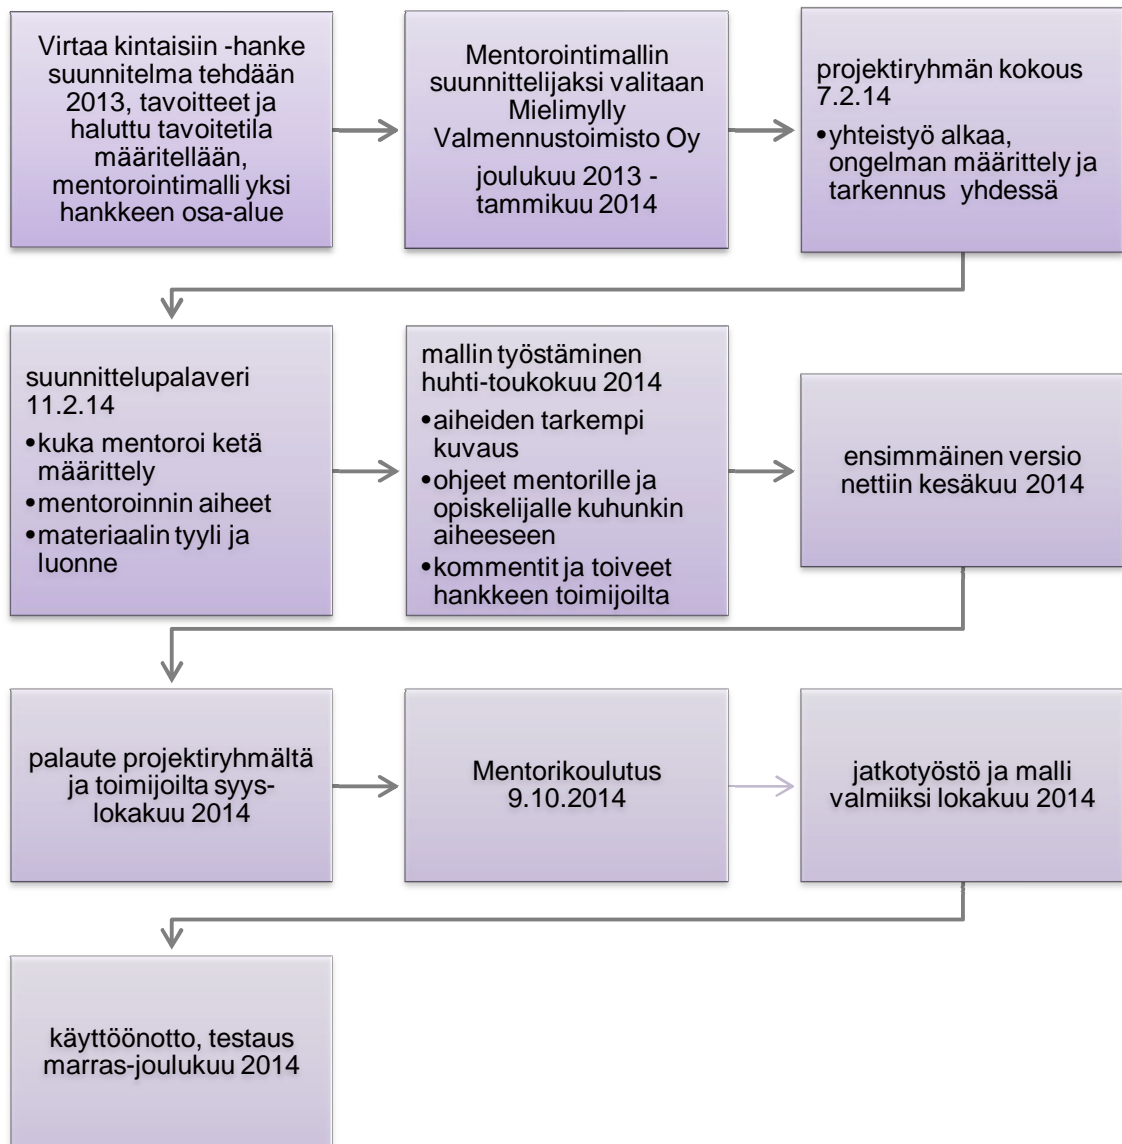 Virtaa kintaisiin -hanke
suunnitelma tehdään
2013, tavoitteet ja
haluttu tavoitetila
määritellään,
mentorointimalli yksi
hankkeen osa-alue
Mentorointimallin
suunnittelijaksi valitaan
Mielimylly
Valmennustoimisto Oy
joulukuu 2013 -
tammikuu 2014
projektiryhmän kokous
7.2.14
•yhteistyö alkaa,
ongelman määrittely ja
tarkennus yhdessä
suunnittelupalaveri
11.2.14
•kuka mentoroi ketä
määrittely
•mentoroinnin aiheet
•materiaalin tyyli ja
luonne
mallin työstäminen
huhti-toukokuu 2014
•aiheiden tarkempi
kuvaus
•ohjeet mentorille ja
opiskelijalle kuhunkin
aiheeseen
•kommentit ja toiveet
hankkeen toimijoilta
ensimmäinen versio
nettiin kesäkuu 2014
palaute projektiryhmältä
ja toimijoilta syys-
lokakuu 2014
Mentorikoulutus
9.10.2014
jatkotyöstö ja malli
valmiiksi lokakuu 2014
käyttöönotto, testaus
marras-joulukuu 2014